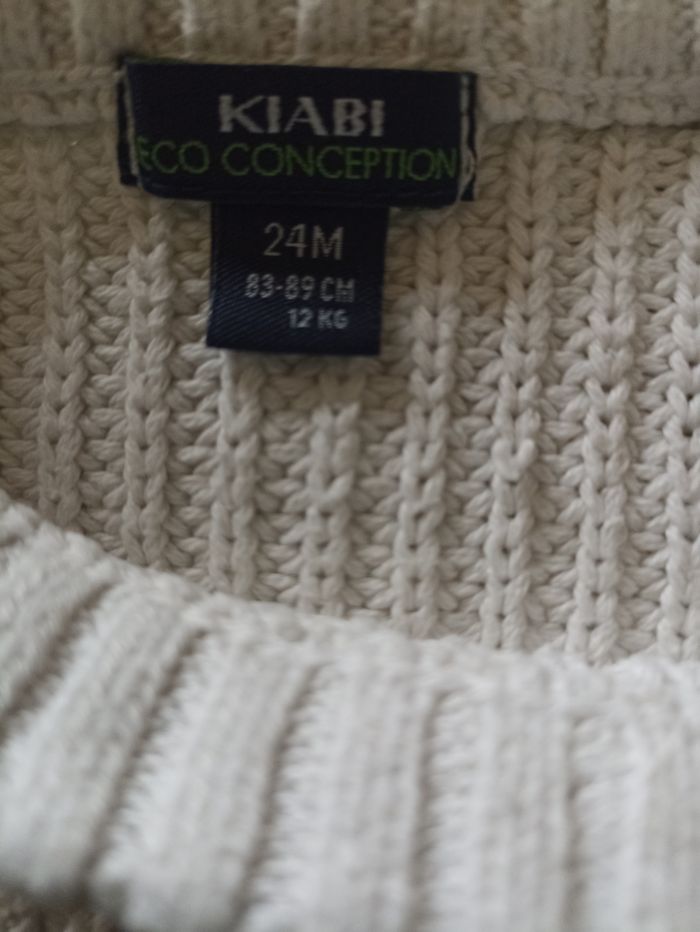 KIABI
ECO CONCEPTION
24M
83-89 CM
12 KG